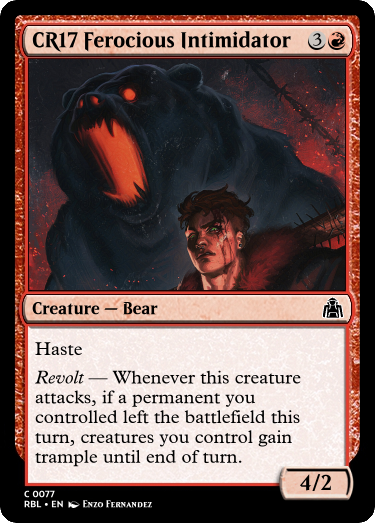 CR17 Ferocious Intimidator 3
Creature — Bear
Haste
Revolt — Whenever this creature
attacks, if a permanent you
controlled left the battlefield this
turn, creatures you control gain
trample until end of turn.
4/2
C 0077
RBL • EN Enzo Fernandez